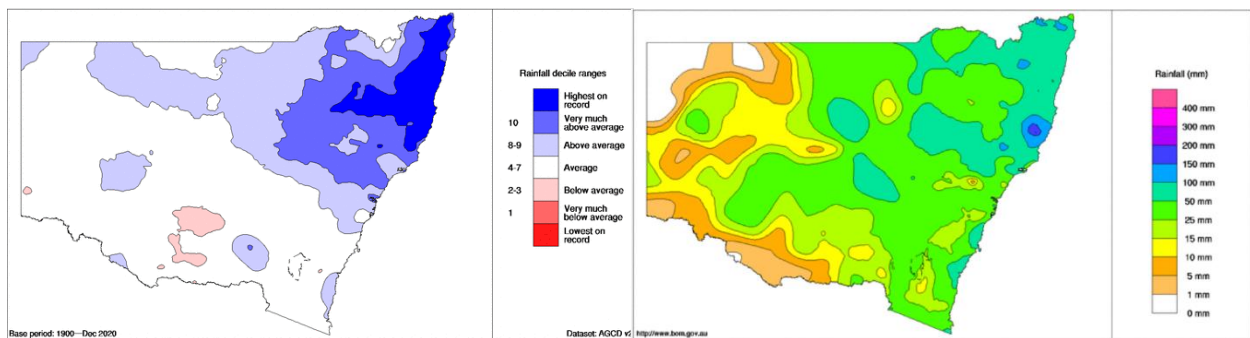 Rainfall decile ranges
Highest on
record
10
Very much
above average
8-9
Above average
4-7
Average
2-3
Below average
1
Very much
below average
Lowest on
record
Base period: 1900—Dec 2020
Dataset: AGCD v2
Rainfall (mm)
400 mm
300 mm
200 mm
150 mm
100 mm
50 mm
25 mm
15 mm
10 mm
5 mm
1 mm
0 mm
http://www.bom.gov.au